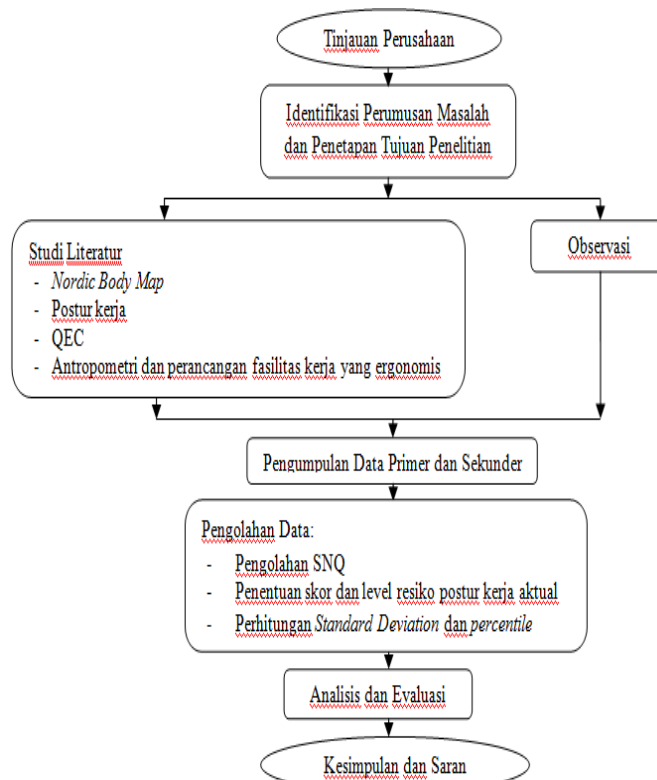 Tinjauan Perusahaan
Identifikasi Perumusan Masalah
dan Penetapan Tujuan Penelitian
Studi Literatur
- Nordic Body Map
- Postur kerja
- QEC
- Antropometri dan perancangan fasilitas kerja yang ergonomis
Observasi
Pengumpulan Data Primer dan Sekunder
Pengolahan Data:
- Pengolahan SNQ
- Penentuan skor dan level resiko postur kerja aktual
- Perhitungan Standard Deviation dan percentile
Analisis dan Evaluasi
Kesimpulan dan Saran